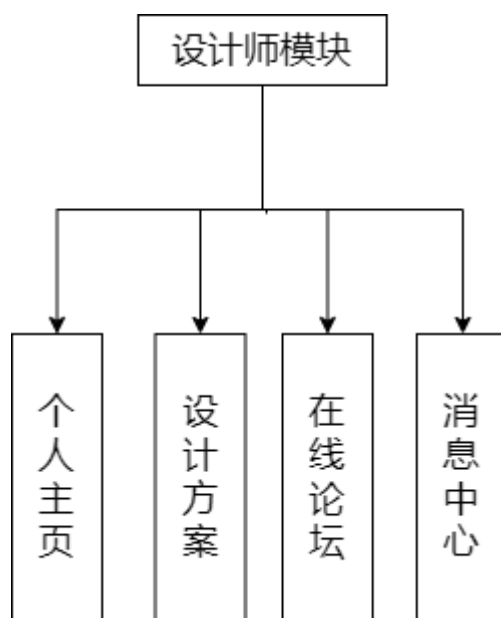 设计师模块
个人主页
设计方案
在线论坛
消息中心